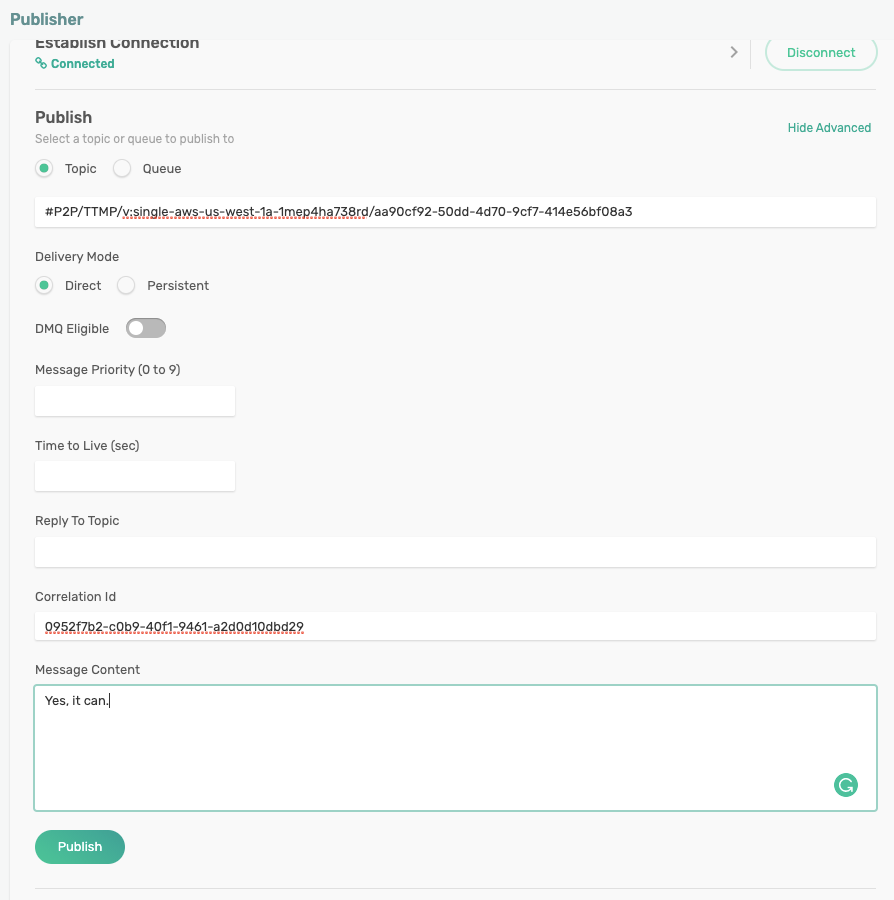 Publisher
Establish Connection
Connected
Disconnect
Publish
Select a topic or queue to publish to
Hide Advanced
Topic Queue
#P2P/TTMP/v:single-aws-us-west-1a-1mep4ha738rd/aa90cf92-50dd-4d70-9cf7-414e56bf08a3
Delivery Mode
Direct Persistent
DMQ Eligible
Message Priority (0 to 9)
Time to Live (sec)
Reply To Topic
Correlation Id
0952f7b2-c0b9-40f1-9461-a2d0d10dbd29
Message Content
Yes, it can.
Publish